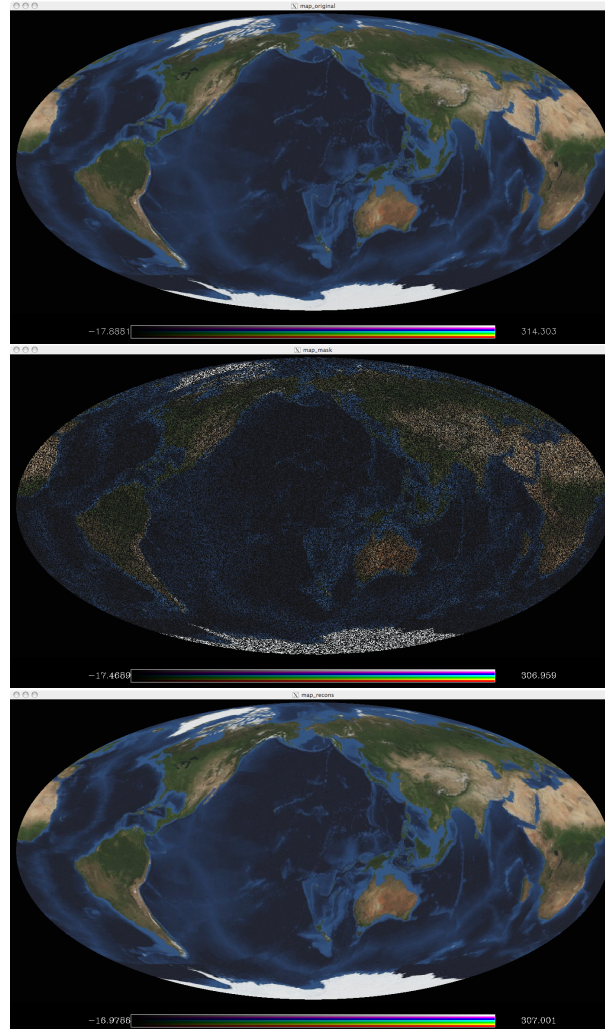 X map_original
−17.8881 314.303
X map_mask
−17.4689 306.959
X map_recons
−16.9786 307.001